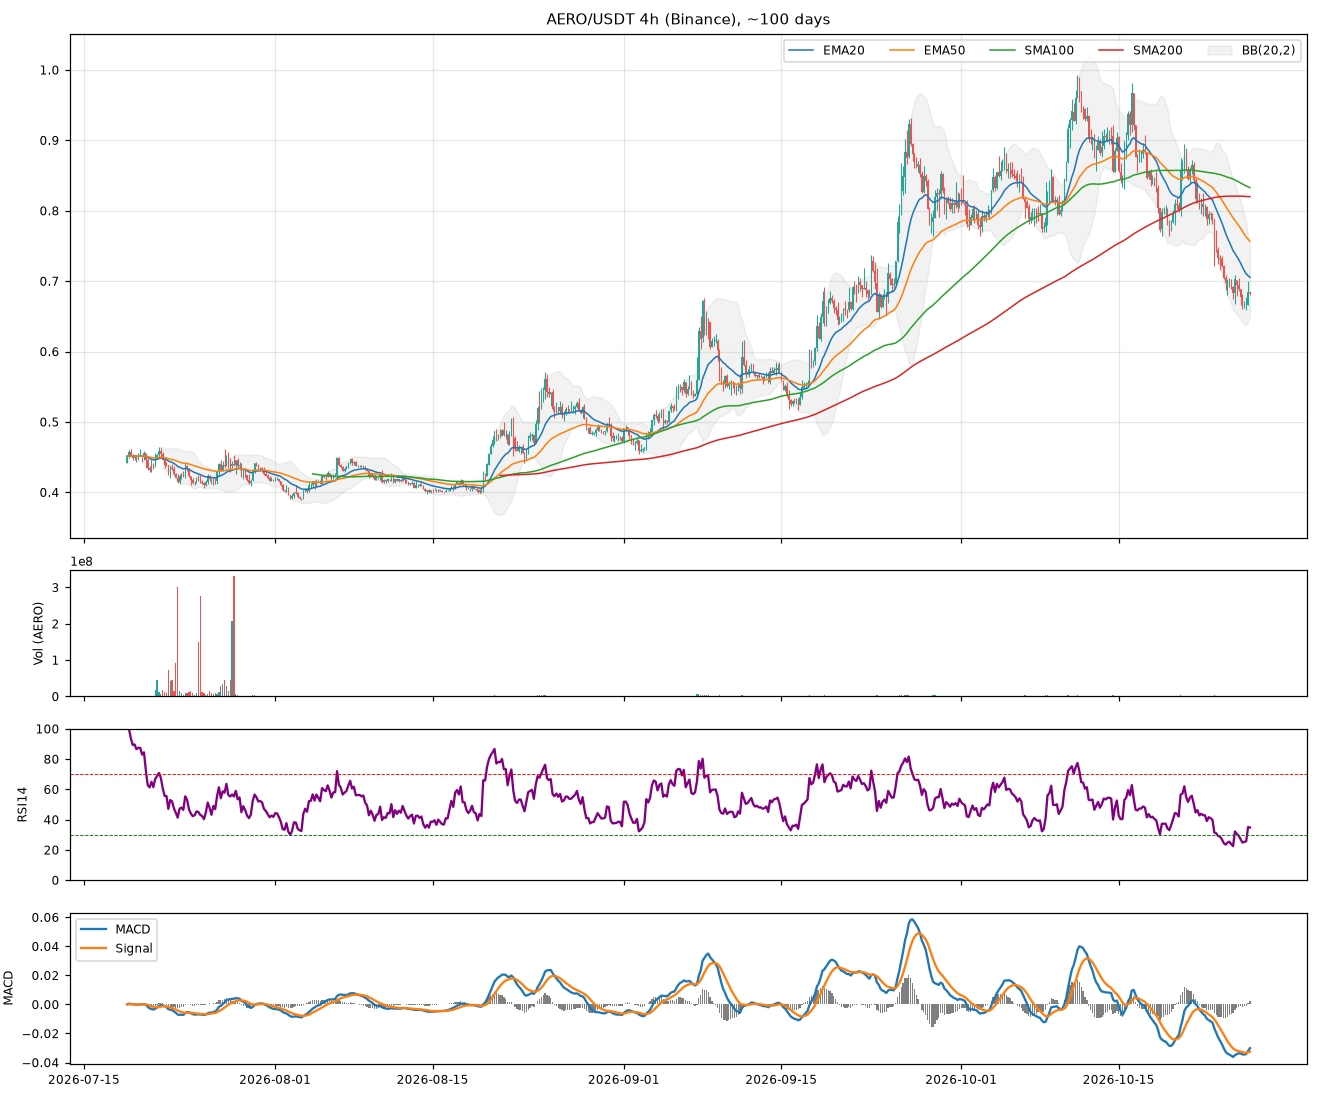 AERO/USDT 4h (Binance), ~100 days
EMA20 EMA50 SMA100 SMA200 BB(20,2)
1.0
0.9
0.8
0.7
0.6
0.5
0.4
1e8
3
2
1
0
Vol (AERO)
100
80
60
40
20
0
RSI14
MACD
Signal
0.06
0.04
0.02
0.00
−0.02
−0.04
MACD
2026-07-15 2026-08-01 2026-08-15 2026-09-01 2026-09-15 2026-10-01 2026-10-15